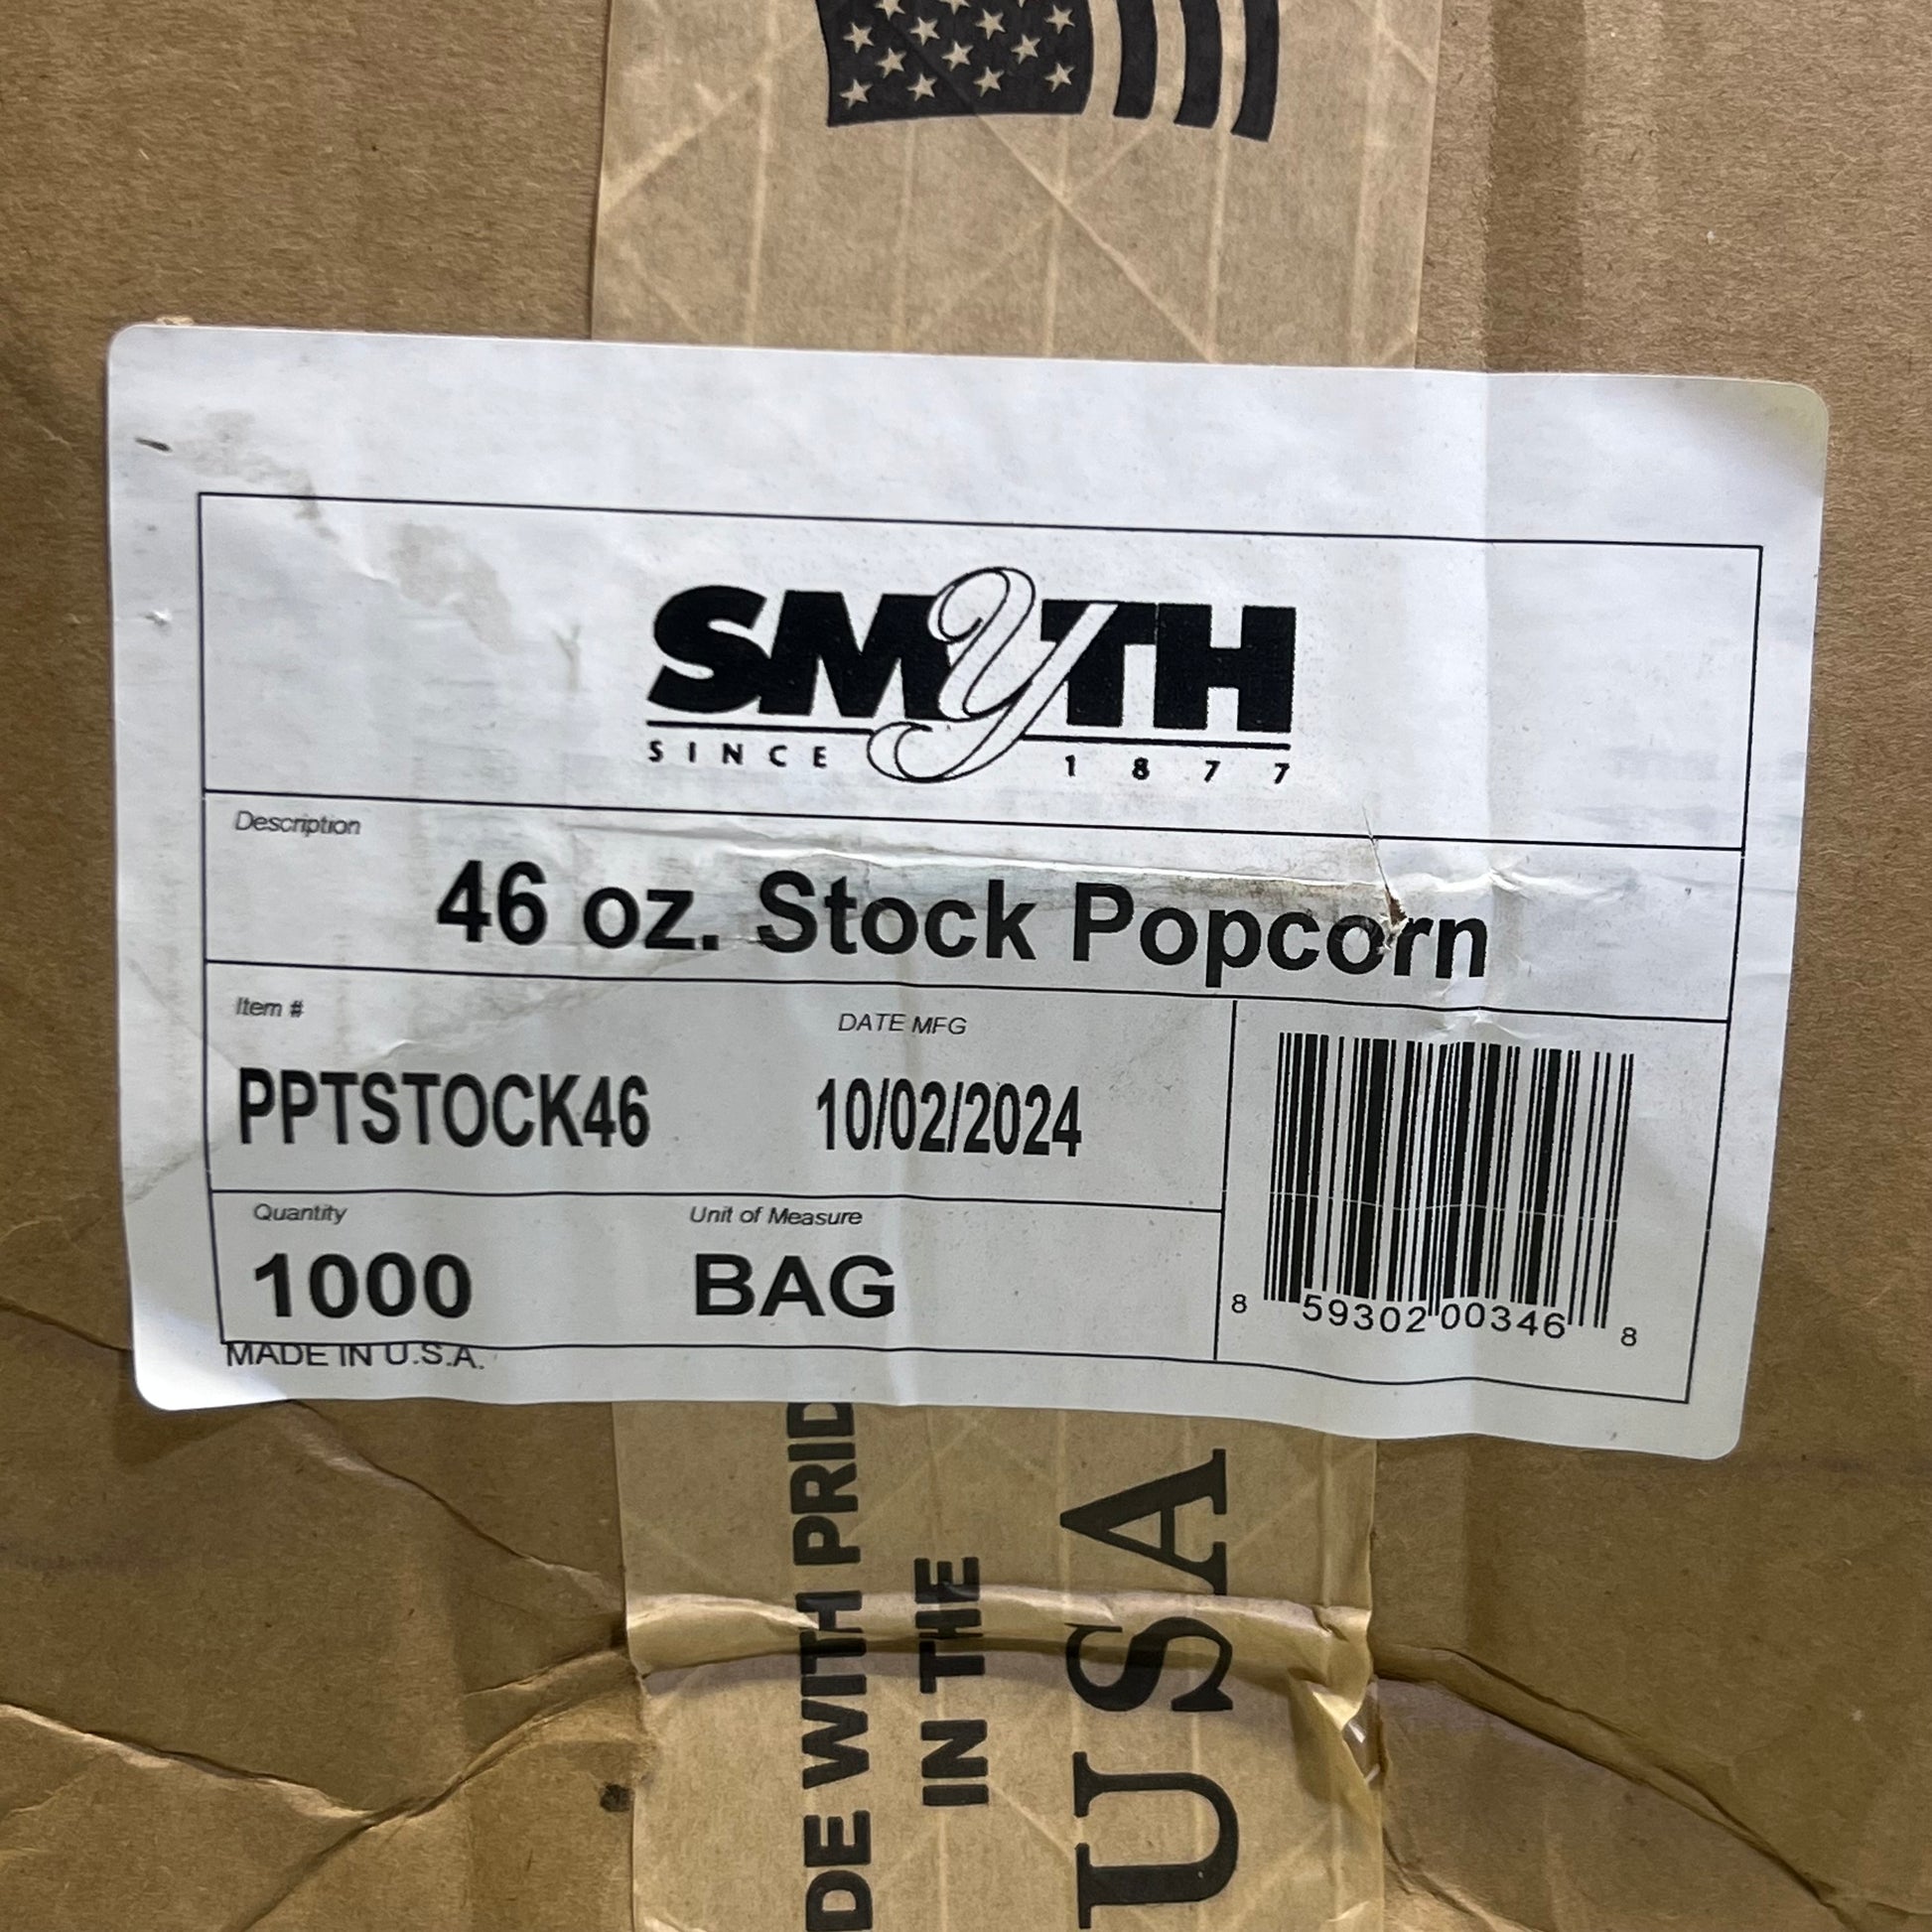 SMYTH
SINCE 1877
Description
46 oz. Stock Popcorn
Item #
DATE MFG
PPTSTOCK46
10/02/2024
Quantity
Unit of Measure
1000
BAG
8 59302 00346 8
MADE IN U.S.A.
DE WITH PRID
IN THE
USA